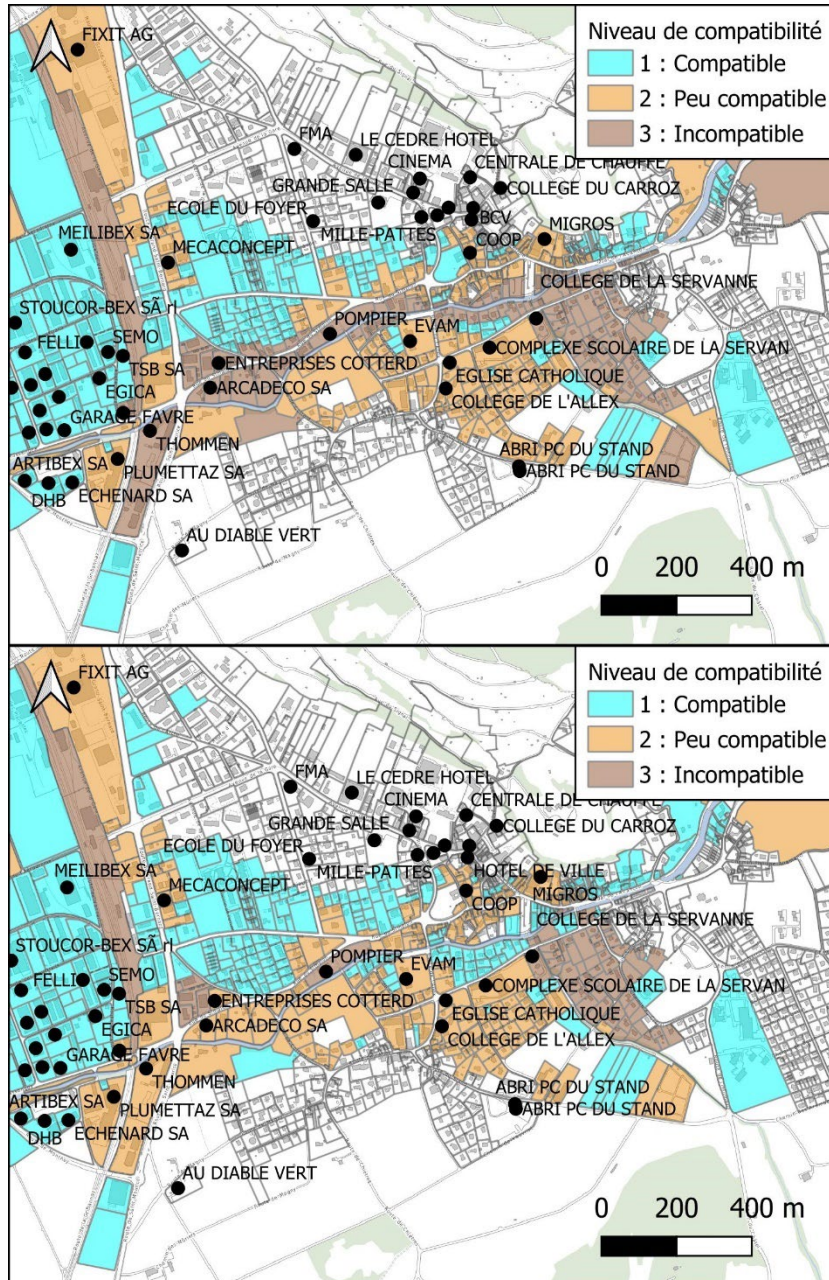 Niveau de compatibilité
1 : Compatible
2 : Peu compatible
3 : Incompatible
FIXIT AG
FMA
LE CEDRE HOTEL
CINEMA
CENTRALE DE CHAUFFE
GRANDE SALLE
COLLEGE DU CARROZ
ECOLE DU FOYER
MILLE-PATTES
BCV
MIGROS
MEILIBEX SA
MECACONCEPT
COOP
COLLEGE DE LA SERVANNE
STOUCOR-BEX SÃ rl
POMPIER
EVAM
FELLI
SEMO
COMPLEXE SCOLAIRE DE LA SERVAN
TSB SA
ENTREPRISES COTTERD
EGICA
ARCADECO SA
EGLISE CATHOLIQUE
COLLEGE DE L'ALLEX
GARAGE FAVRE
THOMMEN
ARTIBEX SA
PLUMETTAZ SA
ABRI PC DU STAND
ABRI PC DU STAND
DHB
ECHENARD SA
AU DIABLE VERT
0 200 400 m
Niveau de compatibilité
1 : Compatible
2 : Peu compatible
3 : Incompatible
FIXIT AG
FMA
LE CEDRE HOTEL
CINEMA
CENTRALE DE CHAUFFE
GRANDE SALLE
COLLEGE DU CARROZ
ECOLE DU FOYER
MILLE-PATTES
HOTEL DE VILLE
MEILIBEX SA
MECACONCEPT
MIGROS
COOP
COLLEGE DE LA SERVANNE
STOUCOR-BEX SÃ rl
POMPIER
EVAM
FELLI
SEMO
COMPLEXE SCOLAIRE DE LA SERVAN
TSB SA
ENTREPRISES COTTERD
EGICA
ARCADECO SA
EGLISE CATHOLIQUE
COLLEGE DE L'ALLEX
GARAGE FAVRE
THOMMEN
ARTIBEX SA
PLUMETTAZ SA
ABRI PC DU STAND
ABRI PC DU STAND
DHB
ECHENARD SA
AU DIABLE VERT
0 200 400 m